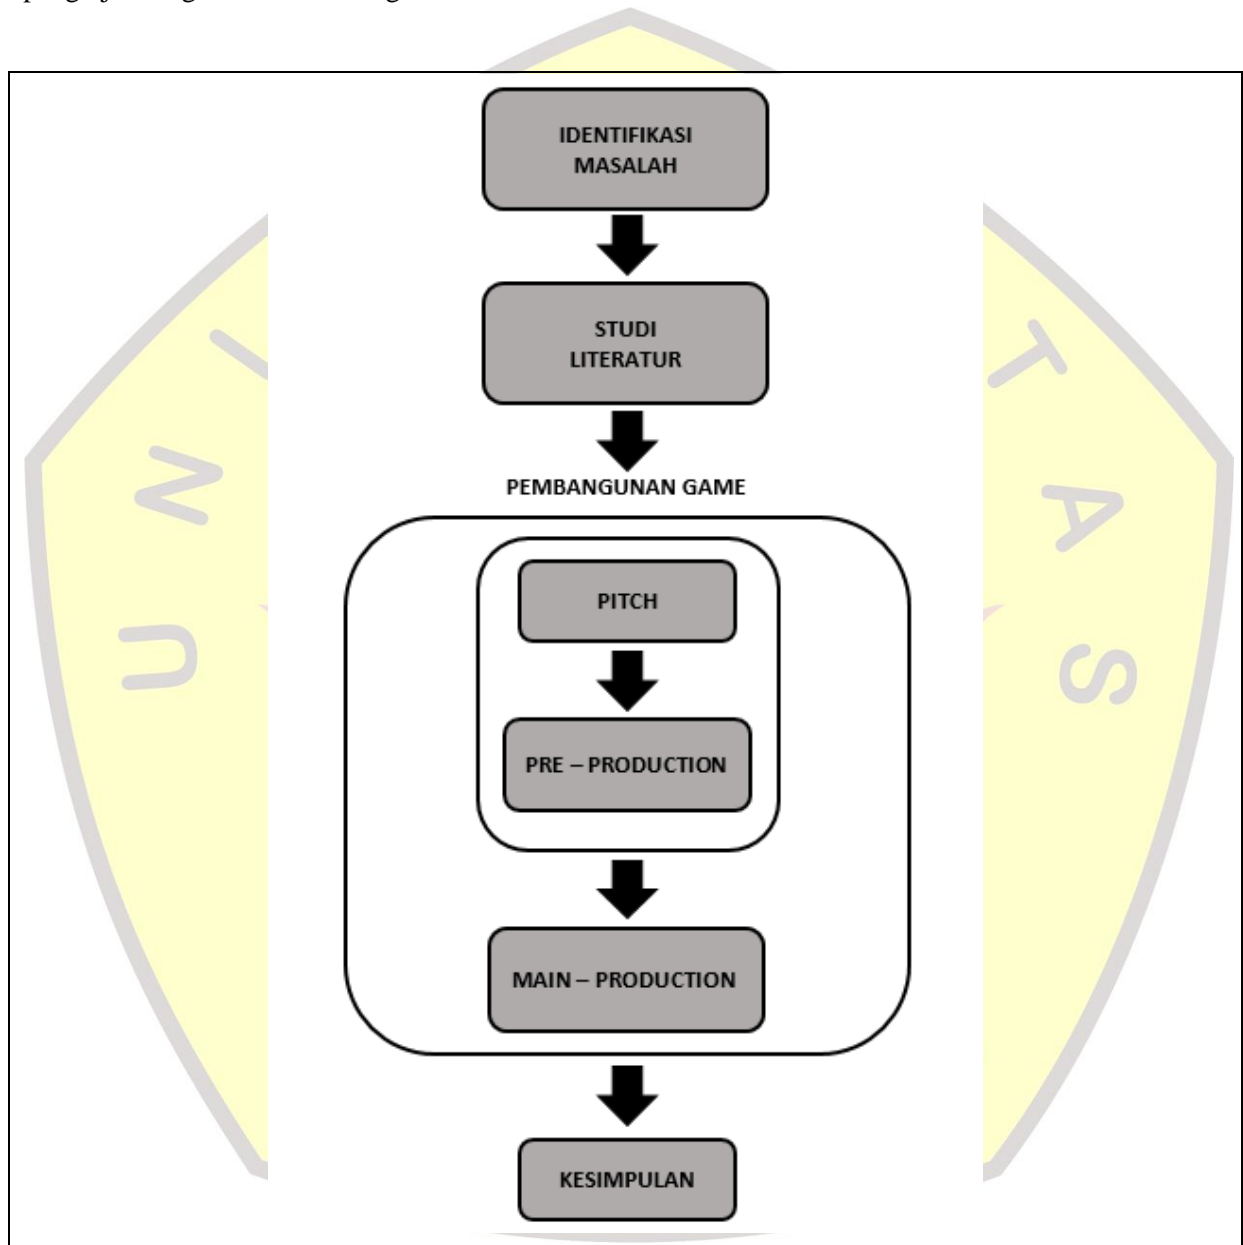 IDENTIFIKASI
MASALAH
STUDI
LITERATUR
PEMBANGUNAN GAME
PITCH
PRE – PRODUCTION
MAIN – PRODUCTION
KESIMPULAN
U N I
T A S